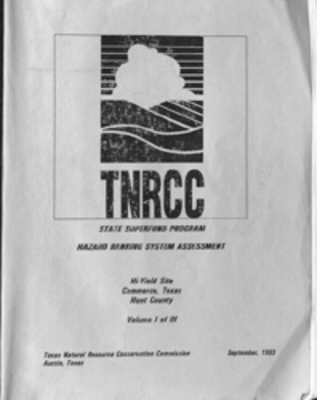 TNRCC
STATE SUPERFUND PROGRAM
HAZARD RANKING SYSTEM ASSESSMENT
Hi-Yield Site
Commerce, Texas
Hunt County
Volume I of III
Texas Natural Resource Conservation Commission
Austin, Texas
September, 1993